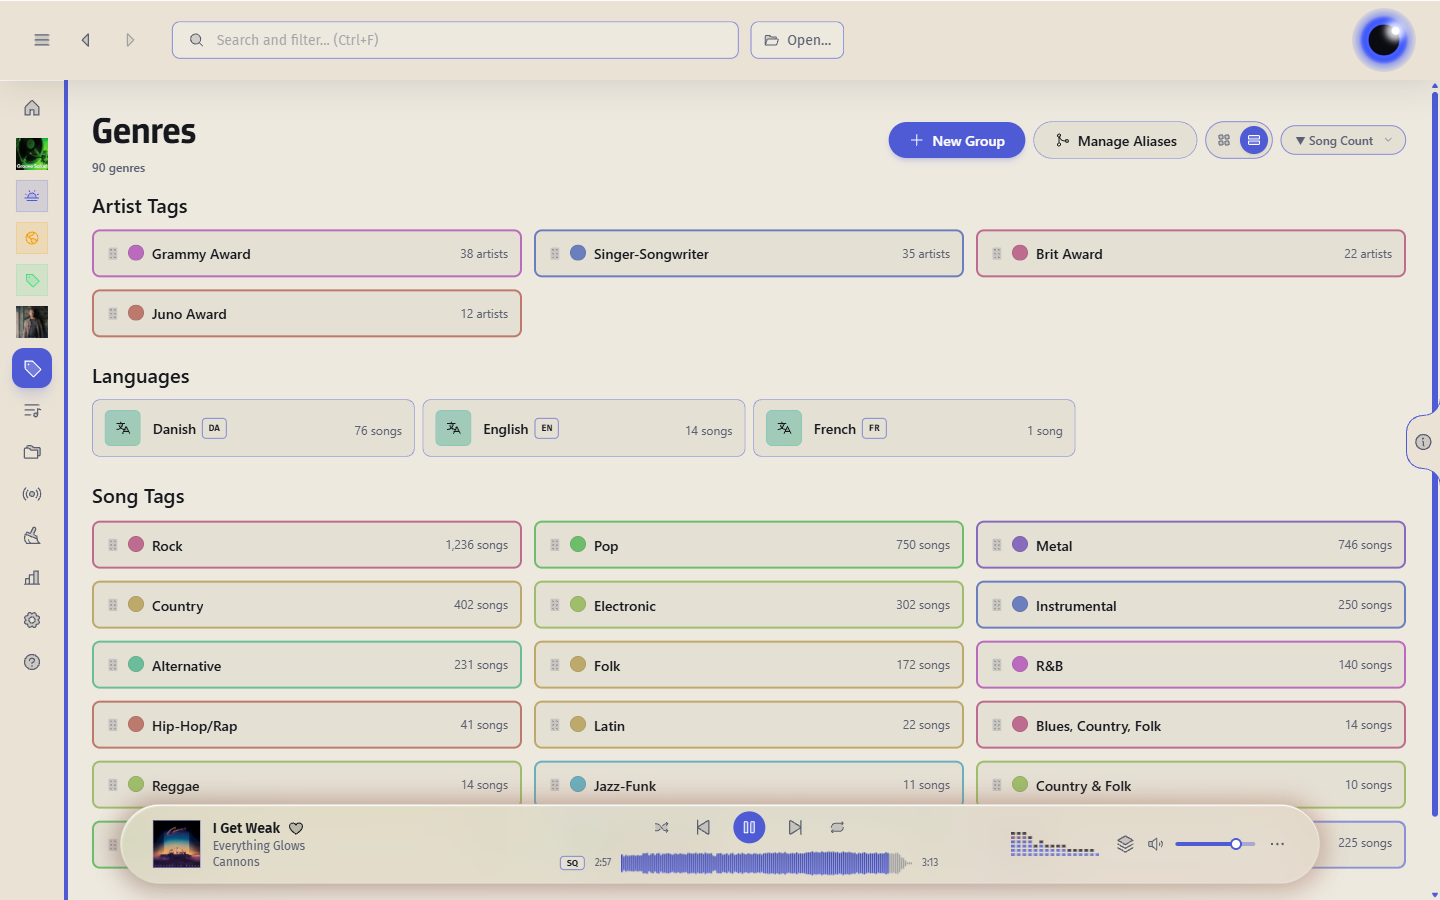 Search and filter... (Ctrl+F)
Open...
Genres
90 genres
New Group
Manage Aliases
▼ Song Count
Artist Tags
Grammy Award
38 artists
Singer-Songwriter
35 artists
Brit Award
22 artists
Juno Award
12 artists
Languages
Danish DA
76 songs
English EN
14 songs
French FR
1 song
Song Tags
Rock
1,236 songs
Pop
750 songs
Metal
746 songs
Country
402 songs
Electronic
302 songs
Instrumental
250 songs
Alternative
231 songs
Folk
172 songs
R&B
140 songs
Hip-Hop/Rap
41 songs
Latin
22 songs
Blues, Country, Folk
14 songs
Reggae
14 songs
Jazz-Funk
11 songs
Country & Folk
10 songs
225 songs
I Get Weak
Everything Glows
Cannons
SQ
2:57
3:13